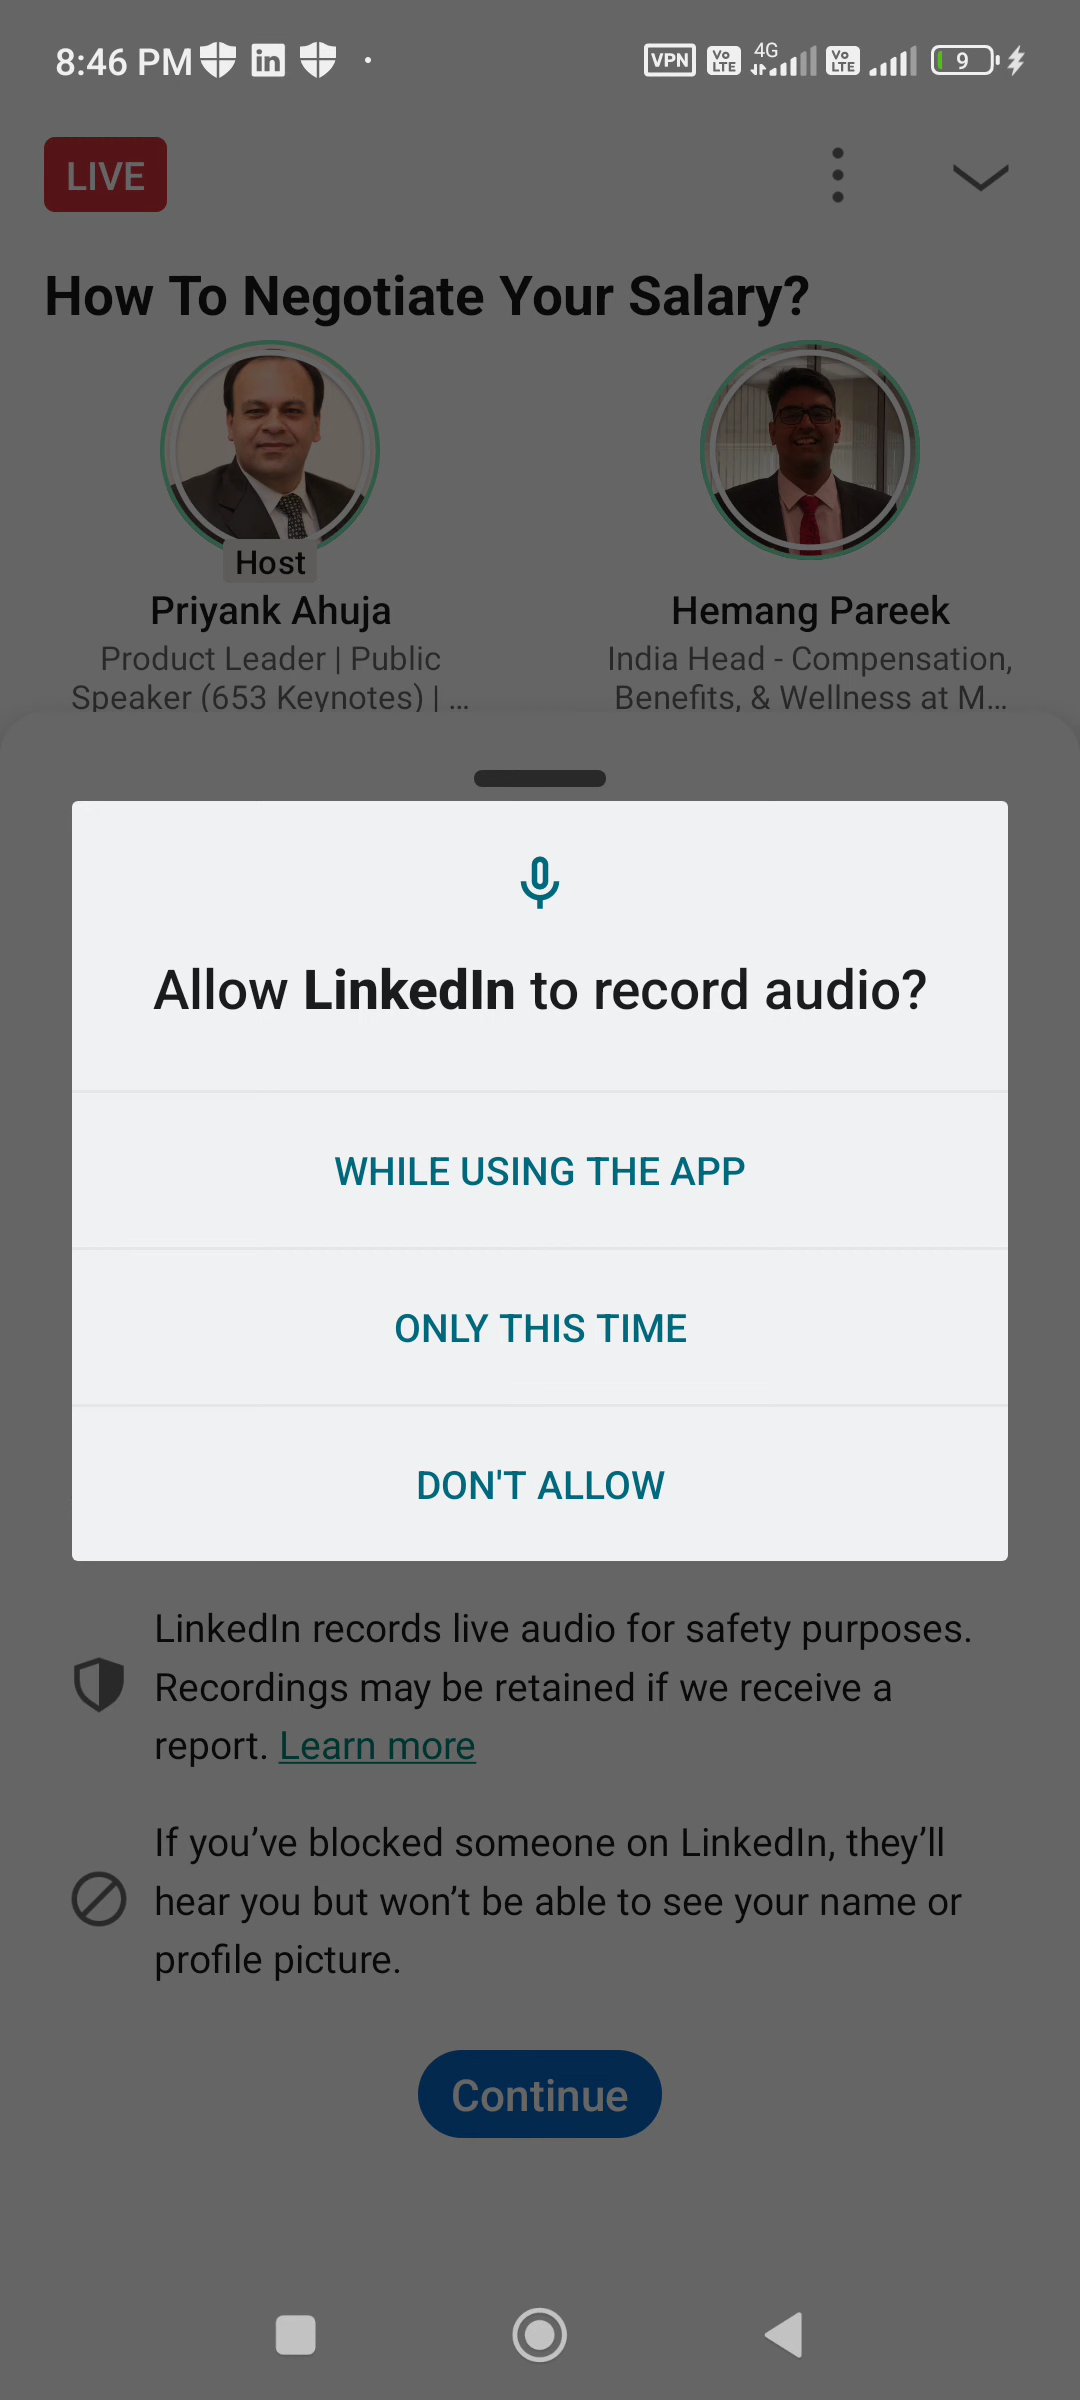 8:46 PM
VPN
Vo LTE
4G
Vo LTE
9
LIVE
How To Negotiate Your Salary?
Host
Priyank Ahuja
Product Leader | Public
Speaker (653 Keynotes) | ...
Hemang Pareek
India Head - Compensation,
Benefits, & Wellness at M...
Allow LinkedIn to record audio?
WHILE USING THE APP
ONLY THIS TIME
DON'T ALLOW
LinkedIn records live audio for safety purposes.
Recordings may be retained if we receive a
report. Learn more
If you’ve blocked someone on LinkedIn, they’ll
hear you but won’t be able to see your name or
profile picture.
Continue